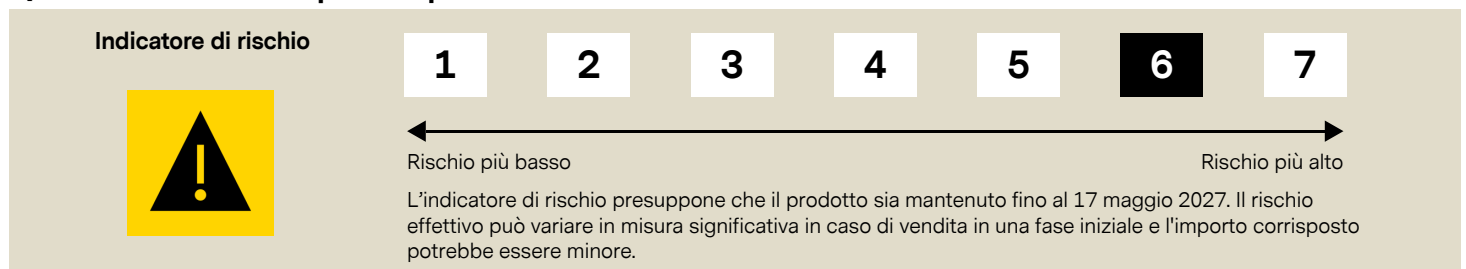 Indicatore di rischio
1 2 3 4 5 6 7
Rischio più basso Rischio più alto
L'indicatore di rischio presuppone che il prodotto sia mantenuto fino al 17 maggio 2027. Il rischio
effettivo può variare in misura significativa in caso di vendita in una fase iniziale e l'importo corrisposto
potrebbe essere minore.